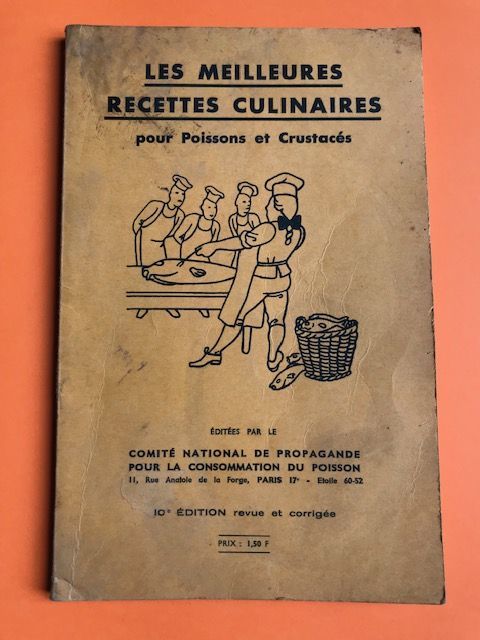 LES MEILLEURES
RECETTES CULINAIRES
pour Poissons et Crustacés
ÉDITÉES PAR LE
COMITÉ NATIONAL DE PROPAGANDE
POUR LA CONSOMMATION DU POISSON
11, Rue Anatole de la Forge, PARIS 17e - Etoile 60-52
10e ÉDITION revue et corrigée
PRIX : 1,50 F